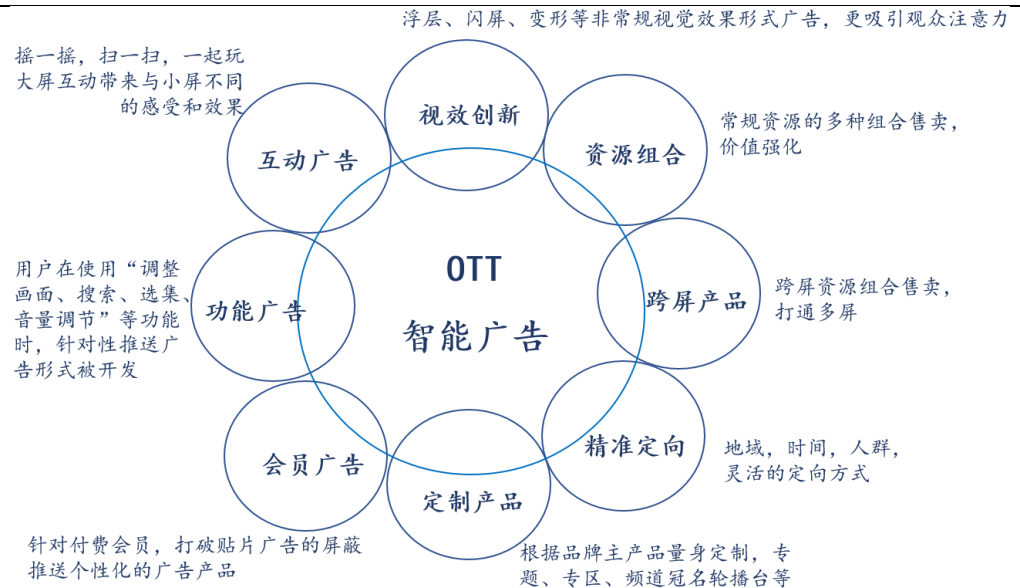 浮层、闪屏、变形等非常规视觉效果形式广告，更吸引观众注意力
视效创新
摇一摇，扫一扫，一起玩
大屏互动带来与小屏不同
的感受和效果
互动广告
资源组合
常规资源的多种组合售卖，
价值强化
OTT
智能广告
用户在使用“调整
画面、搜索、选集、
音量调节”等功能
时，针对性推送广
告形式被开发
功能广告
跨屏产品
跨屏资源组合售卖，
打通多屏
会员广告
针对付费会员，打破贴片广告的屏蔽
推送个性化的广告产品
定制产品
根据品牌主产品量身定制，专
题、专区、频道冠名轮播台等
精准定向
地域，时间，人群，
灵活的定向方式